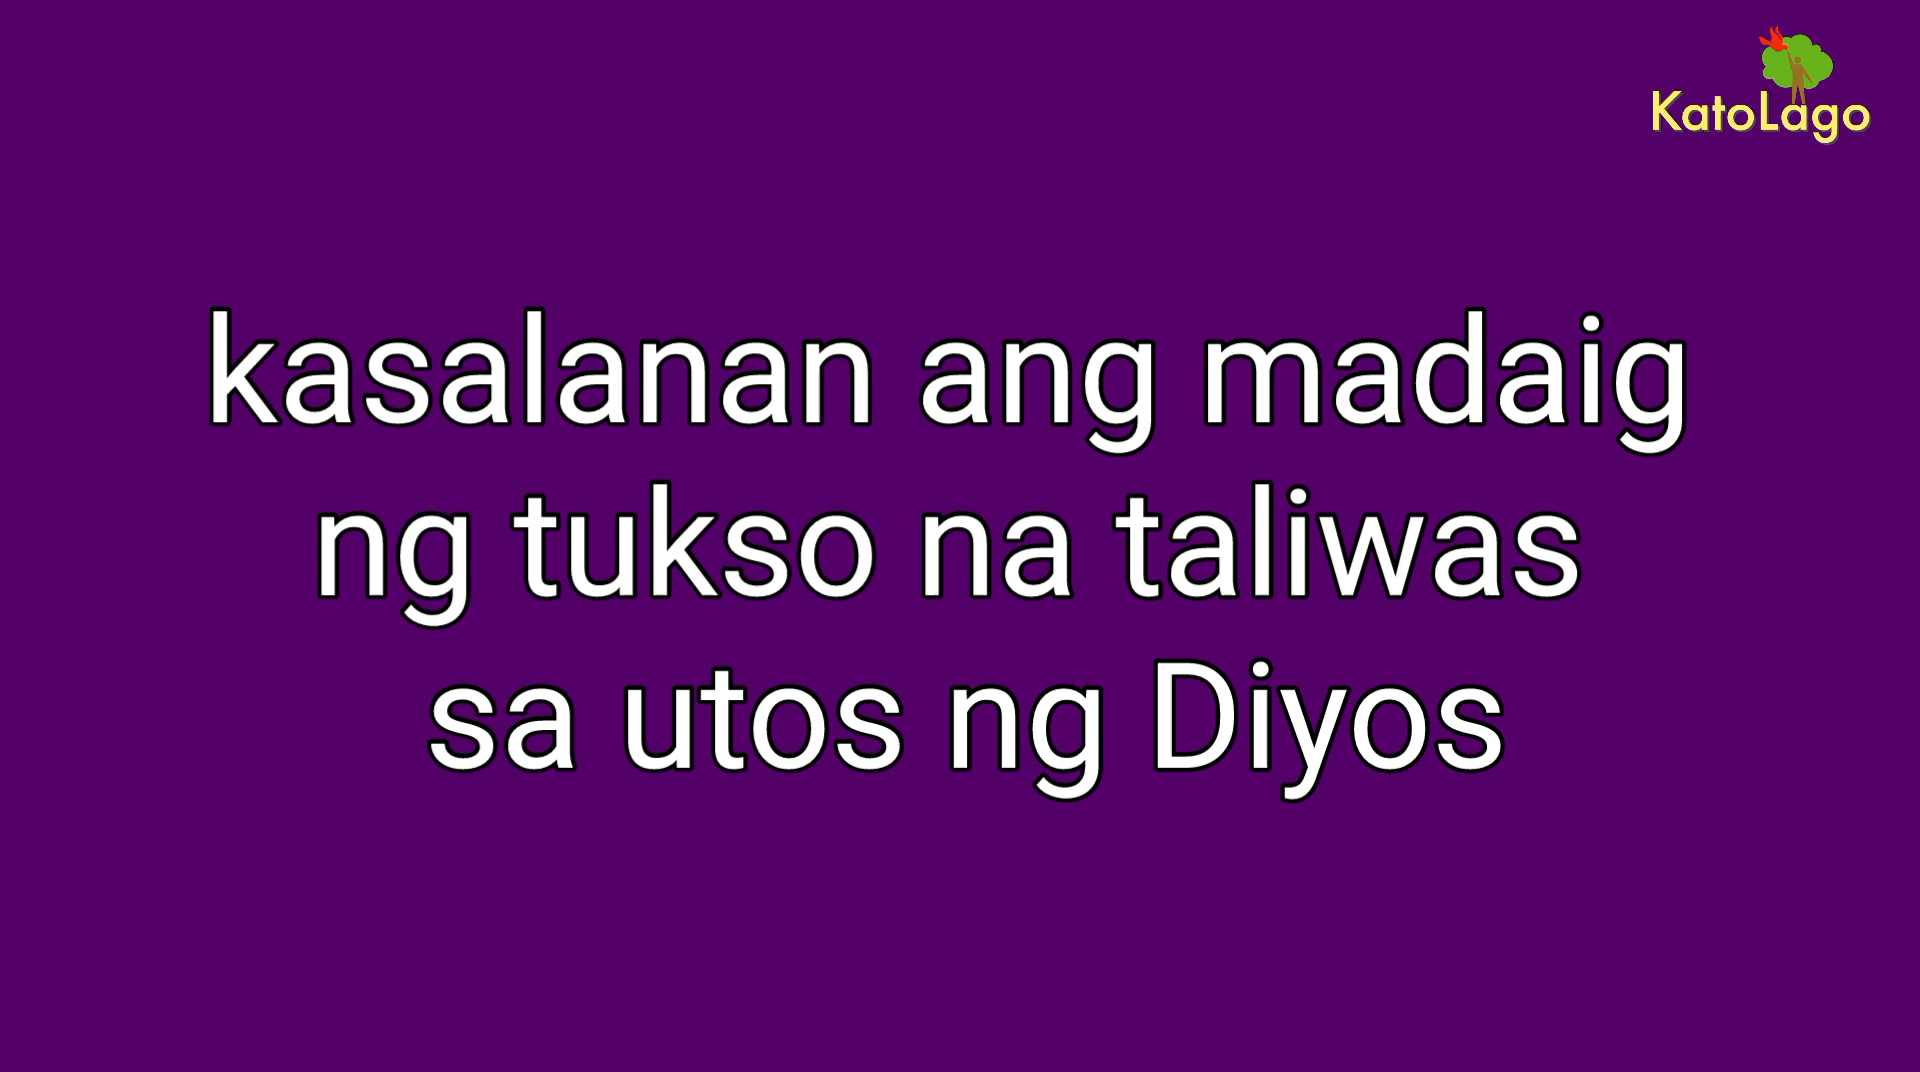 KatoLago
kasalanan ang madaig
ng tukso na taliwas
sa utos ng Diyos